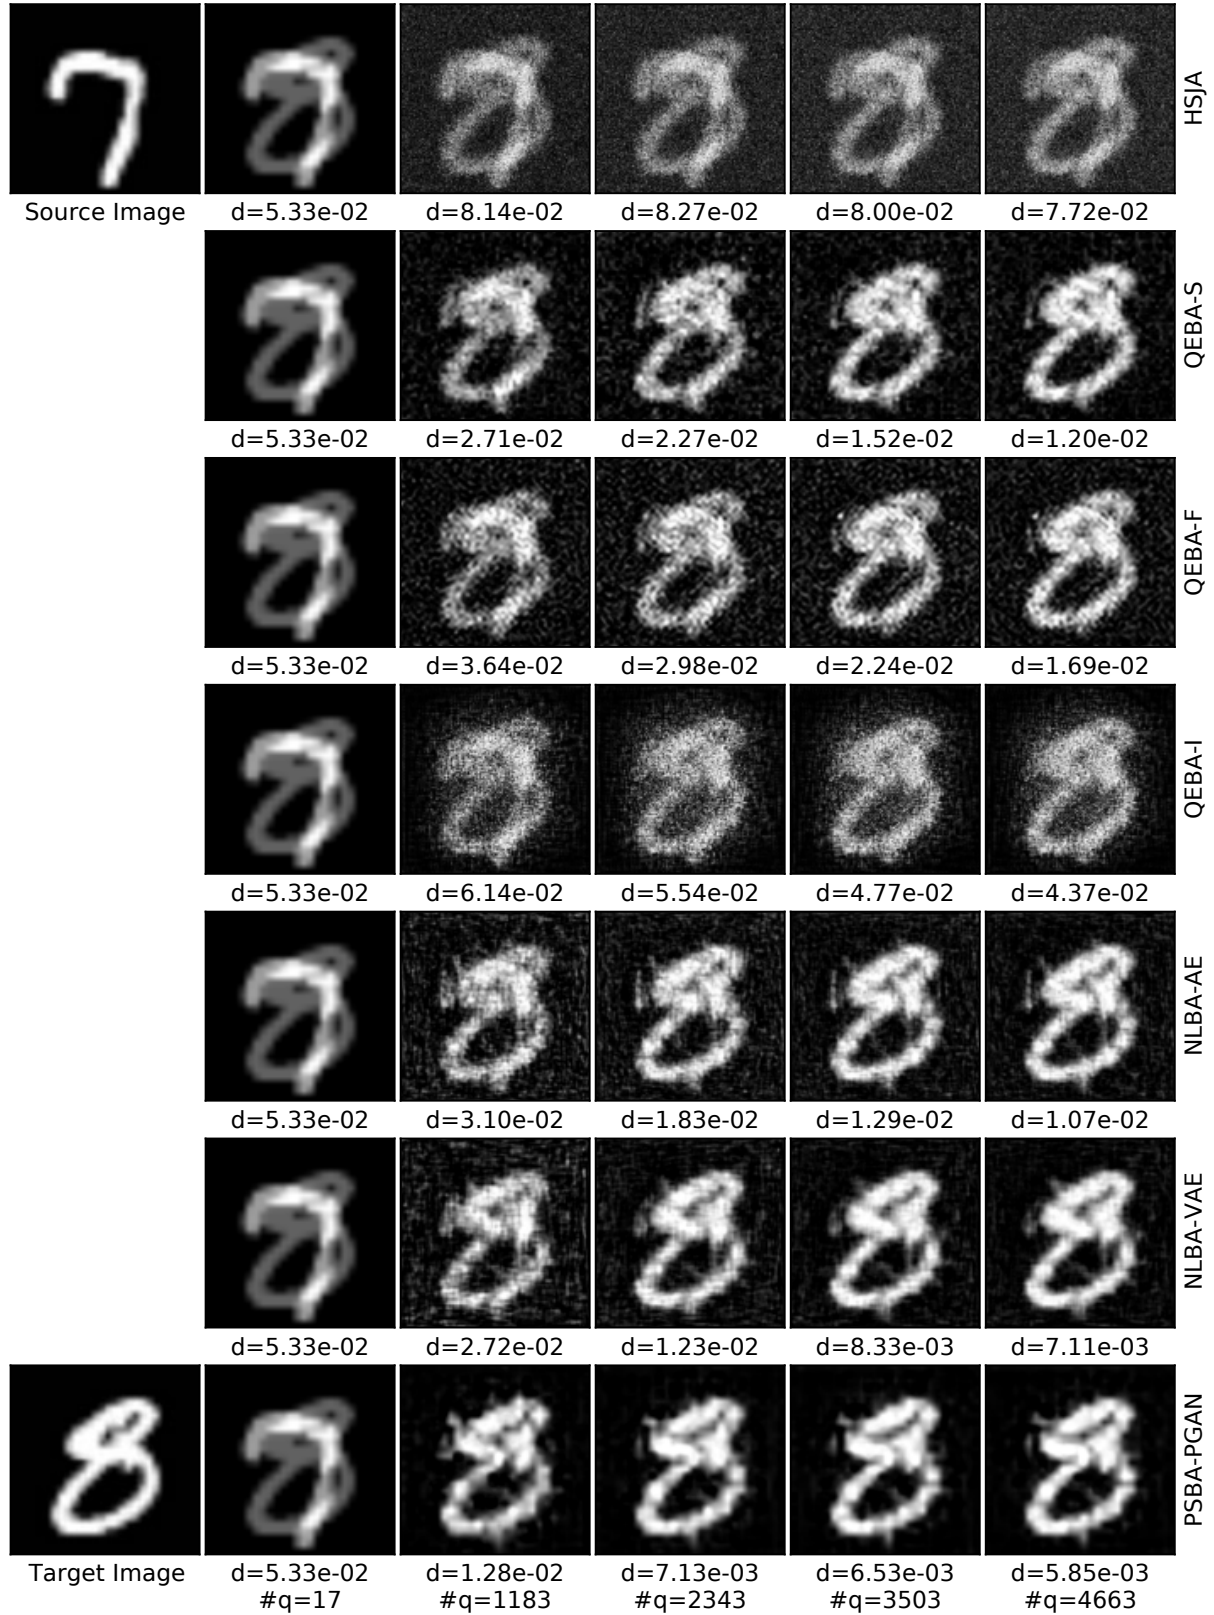 HSJA
Source Image d=5.33e-02 d=8.14e-02 d=8.27e-02 d=8.00e-02 d=7.72e-02
QEBA-S
d=5.33e-02 d=2.71e-02 d=2.27e-02 d=1.52e-02 d=1.20e-02
QEBA-F
d=5.33e-02 d=3.64e-02 d=2.98e-02 d=2.24e-02 d=1.69e-02
QEBA-I
d=5.33e-02 d=6.14e-02 d=5.54e-02 d=4.77e-02 d=4.37e-02
NLBA-AE
d=5.33e-02 d=3.10e-02 d=1.83e-02 d=1.29e-02 d=1.07e-02
NLBA-VAE
d=5.33e-02 d=2.72e-02 d=1.23e-02 d=8.33e-03 d=7.11e-03
PSBA-PGAN
Target Image d=5.33e-02 d=1.28e-02 d=7.13e-03 d=6.53e-03 d=5.85e-03
#q=17 #q=1183 #q=2343 #q=3503 #q=4663